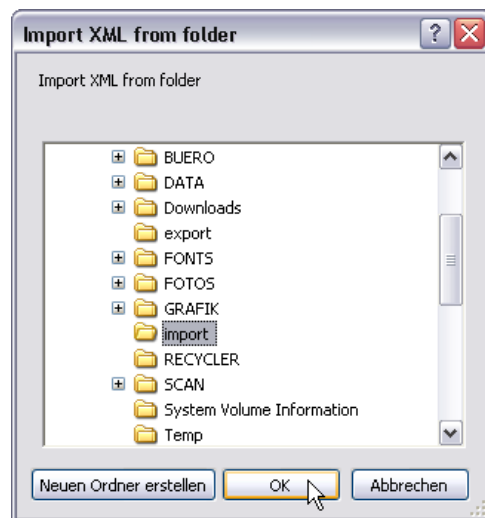 Import XML from folder
Import XML from folder
BUERO
DATA
Downloads
export
FONTS
FOTOS
GRAFIK
import
RECYCLER
SCAN
System Volume Information
Temp
Neuen Ordner erstellen
OK
Abbrechen